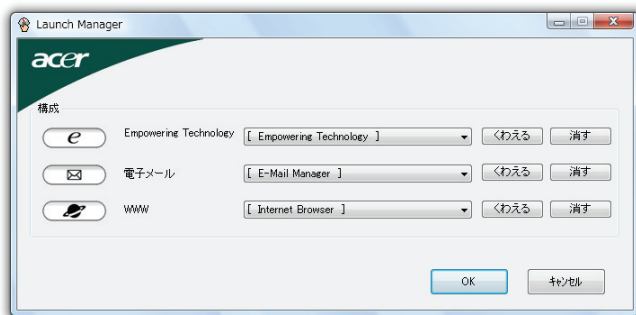 Launch Manager
acer
構成
Empowering Technology [ Empowering Technology ] くわえる 消す
電子メール [ E-Mail Manager ] くわえる 消す
WWW [ Internet Browser ] くわえる 消す
OK キャンセル